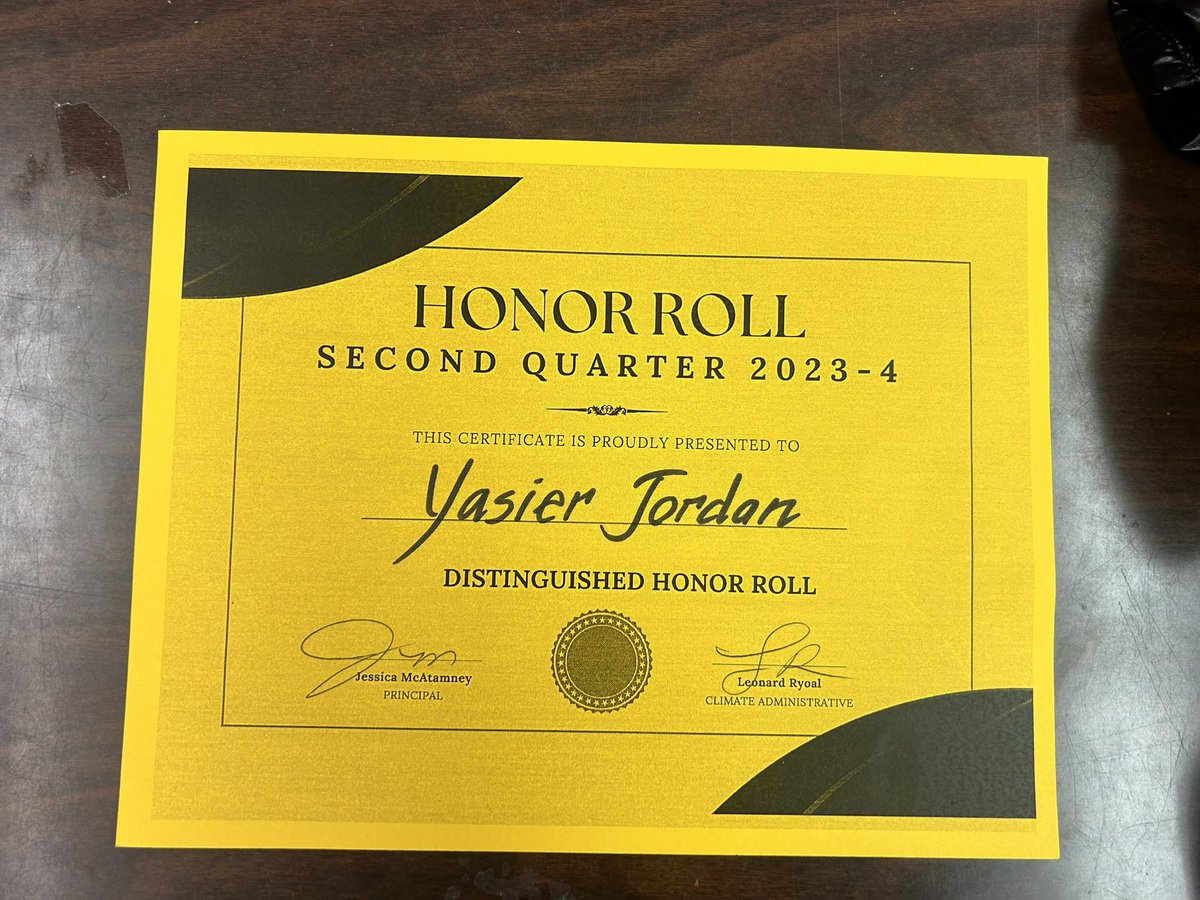 HONOR ROLL
SECOND QUARTER 2023-4
THIS CERTIFICATE IS PROUDLY PRESENTED TO
Yasier Jordan
DISTINGUISHED HONOR ROLL
Jessica McAtamney
PRINCIPAL
Leonard Ryoal
CLIMATE ADMINISTRATIVE